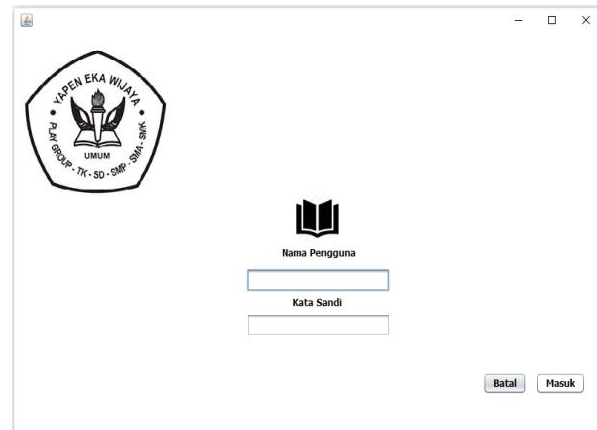 YAPEN EKA WIJAYA
UMUM
PLAY GROUP - TK - SD - SMP - SMA - SMK
Nama Pengguna
Kata Sandi
Batal Masuk